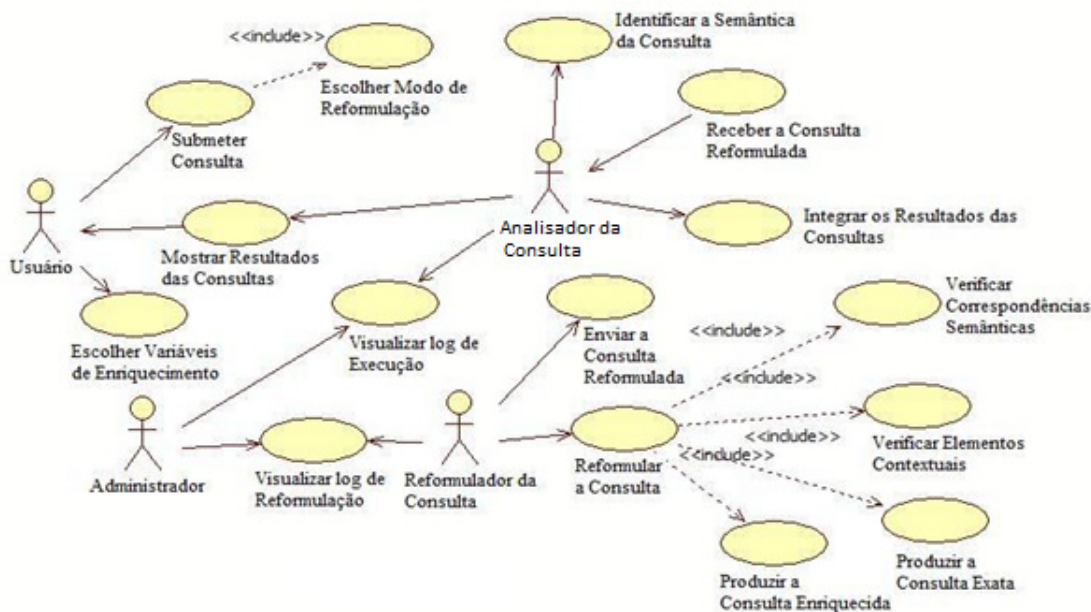 Identificar a Semântica
da Consulta
<<include>>
Escolher Modo de
Reformulação
Submeter
Consulta
Receber a Consulta
Reformulada
Usuário
Mostrar Resultados
das Consultas
Analisador da
Consulta
Integrar os Resultados das
Consultas
Escolher Variáveis
de Enriquecimento
Visualizar log de
Execução
Enviar a
Consulta
Reformulada
Verificar
Correspondências
Semânticas
<<include>>
<<include>>
Administrador
Visualizar log de
Reformulação
Reformulador da
Consulta
Reformular
a Consulta
<<include>>
<<include>>
Verificar Elementos
Contextuais
Produzir a
Consulta Enriquecida
Produzir a
Consulta Exata